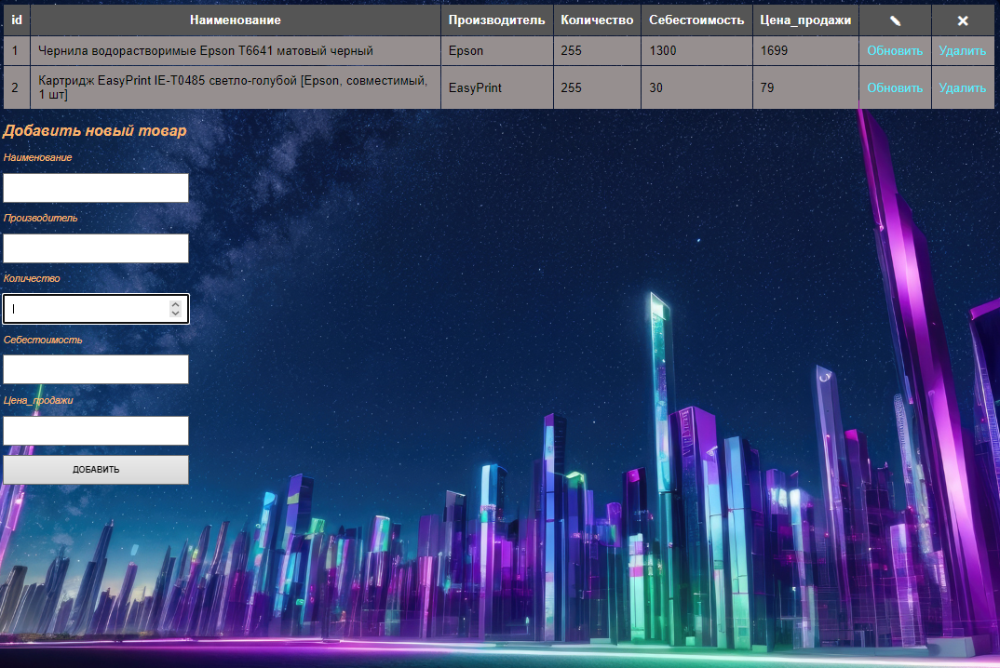 id Наименование Производитель Количество Себестоимость Цена_продажи
1 Чернила водорастворимые Epson T6641 матовый черный Epson 255 1300 1699 Обновить Удалить
2 Картридж EasyPrint IE-T0485 светло-голубой [Epson, совместимый, 1 шт] EasyPrint 255 30 79 Обновить Удалить
Добавить новый товар
Наименование
Производитель
Количество
Себестоимость
Цена_продажи
ДОБАВИТЬ